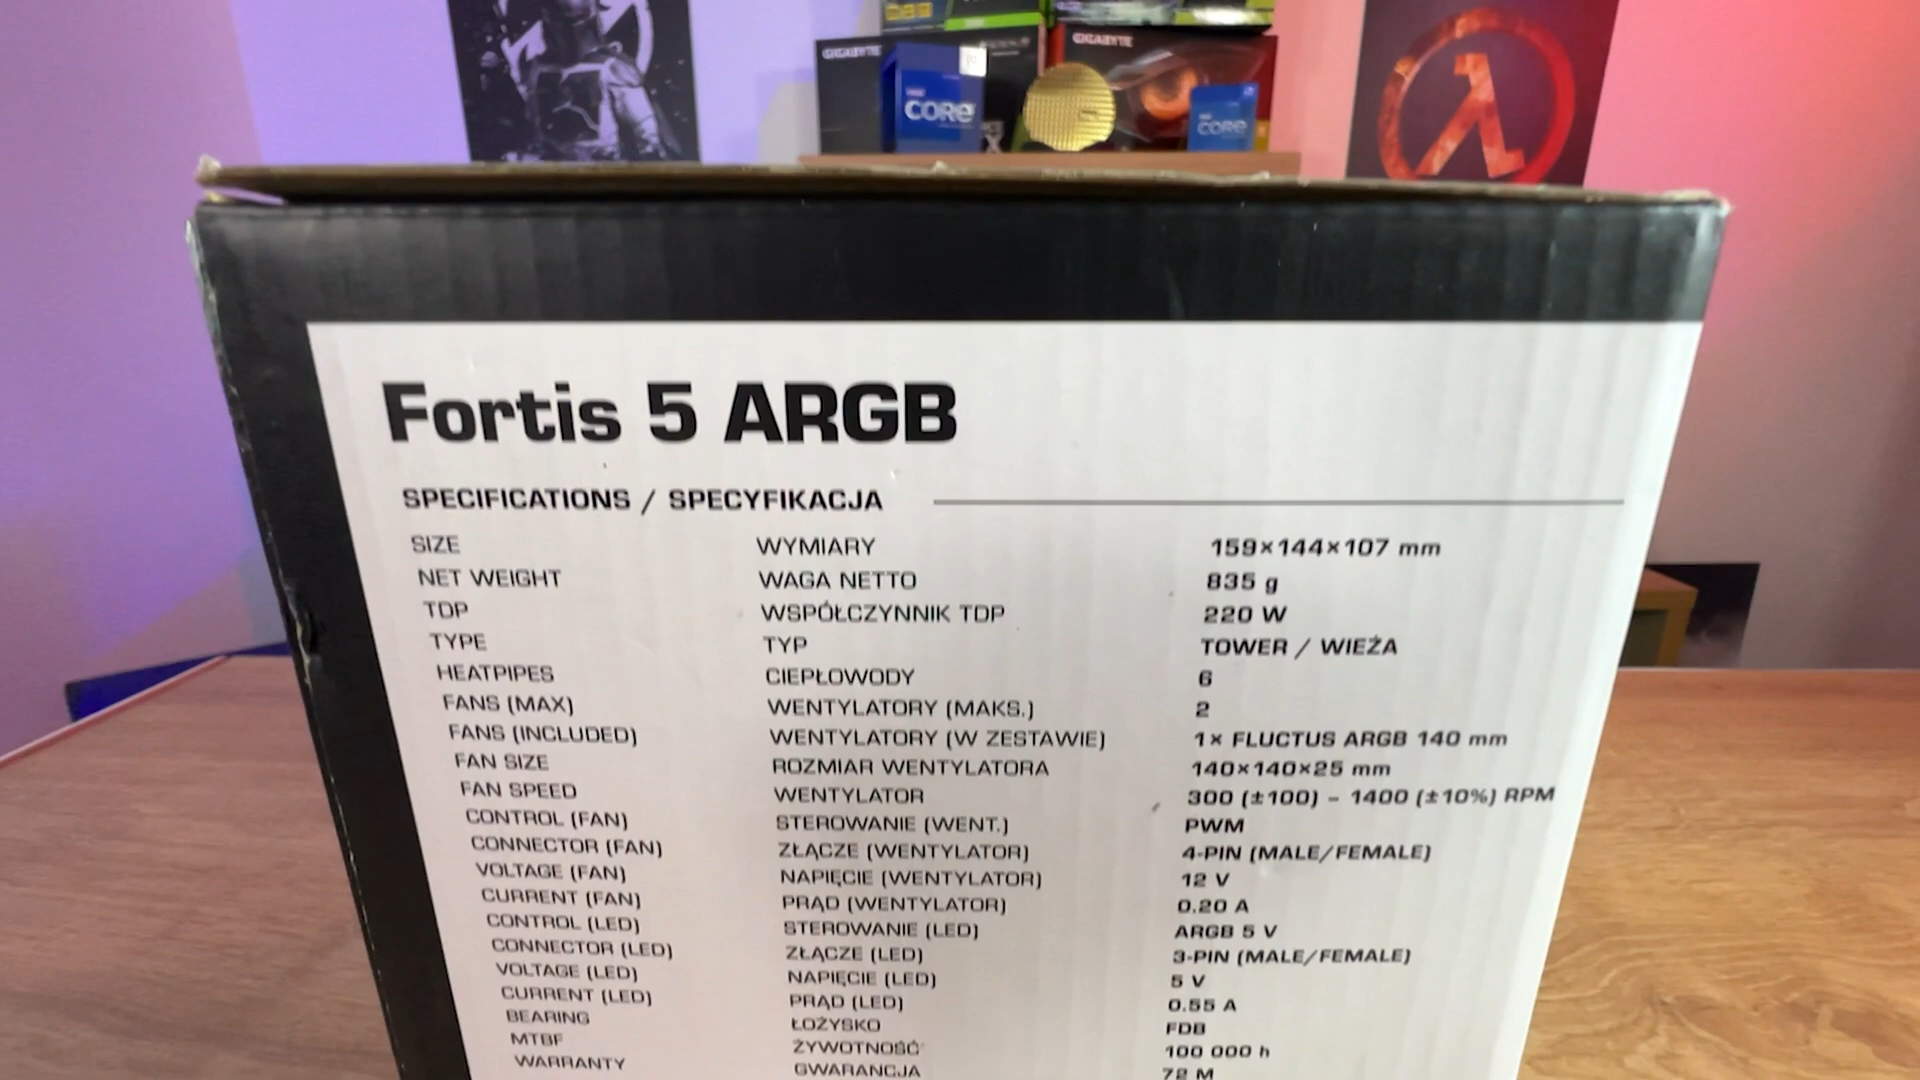 GIGABYTE
GIGABYTE
CORE
CORE
Fortis 5 ARGB
SPECIFICATIONS / SPECYFIKACJA
SIZE WYMIARY 159×144×107 mm
NET WEIGHT WAGA NETTO 835 g
TDP WSPÓŁCZYNNIK TDP 220 W
TYPE TYP TOWER / WIEŻA
HEATPIPES CIEPŁOWODY 6
FANS (MAX) WENTYLATORY (MAKS.) 2
FANS (INCLUDED) WENTYLATORY (W ZESTAWIE) 1× FLUCTUS ARGB 140 mm
FAN SIZE ROZMIAR WENTYLATORA 140×140×25 mm
FAN SPEED WENTYLATOR 300 (±100) – 1400 (±10%) RPM
CONTROL (FAN) STEROWANIE (WENT.) PWM
CONNECTOR (FAN) ZŁĄCZE (WENTYLATOR) 4-PIN (MALE/FEMALE)
VOLTAGE (FAN) NAPIĘCIE (WENTYLATOR) 12 V
CURRENT (FAN) PRĄD (WENTYLATOR) 0.20 A
CONTROL (LED) STEROWANIE (LED) ARGB 5 V
CONNECTOR (LED) ZŁĄCZE (LED) 3-PIN (MALE/FEMALE)
VOLTAGE (LED) NAPIĘCIE (LED) 5 V
CURRENT (LED) PRĄD (LED) 0.55 A
BEARING ŁOŻYSKO FDB
MTBF ŻYWOTNOŚĆ 100 000 h
WARRANTY GWARANCJA 72 M